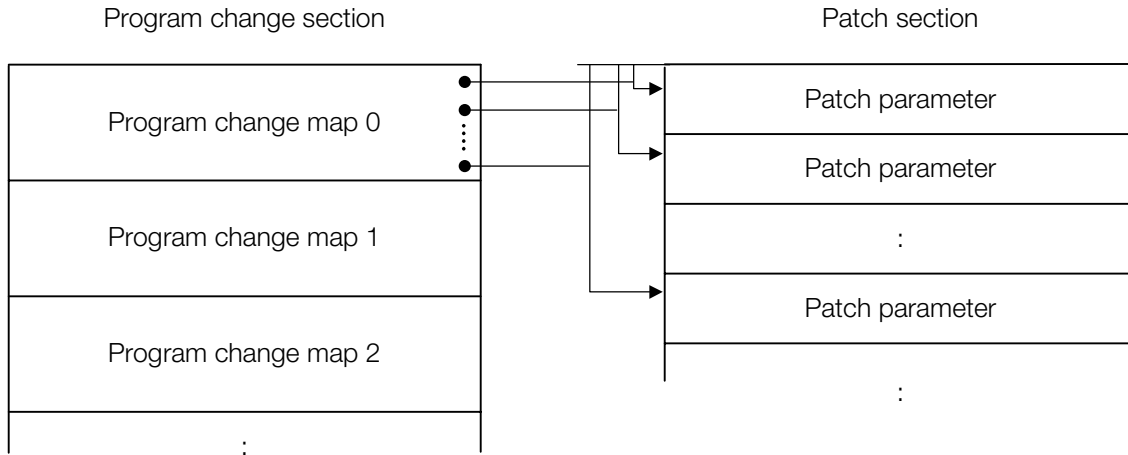 Program change section
Program change map 0
Program change map 1
Program change map 2
:
Patch section
Patch parameter
Patch parameter
:
Patch parameter
: